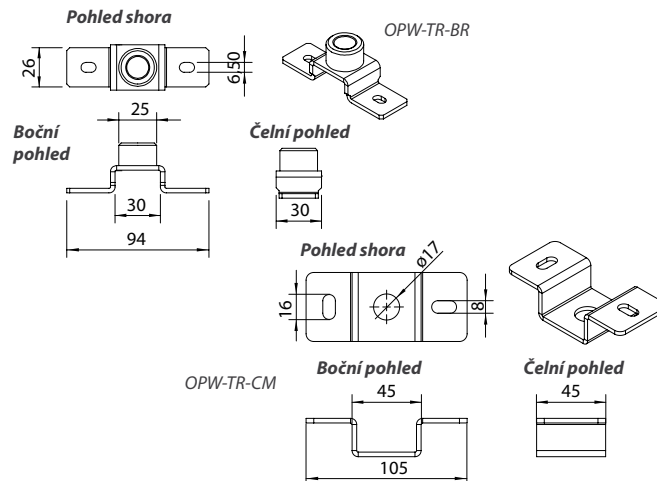 Pohled shora
OPW-TR-BR
26
6,50
25
Boční
pohled
Čelní pohled
30
30
94
Pohled shora
ø17
16
8
OPW-TR-CM
Boční pohled
Čelní pohled
45
45
105